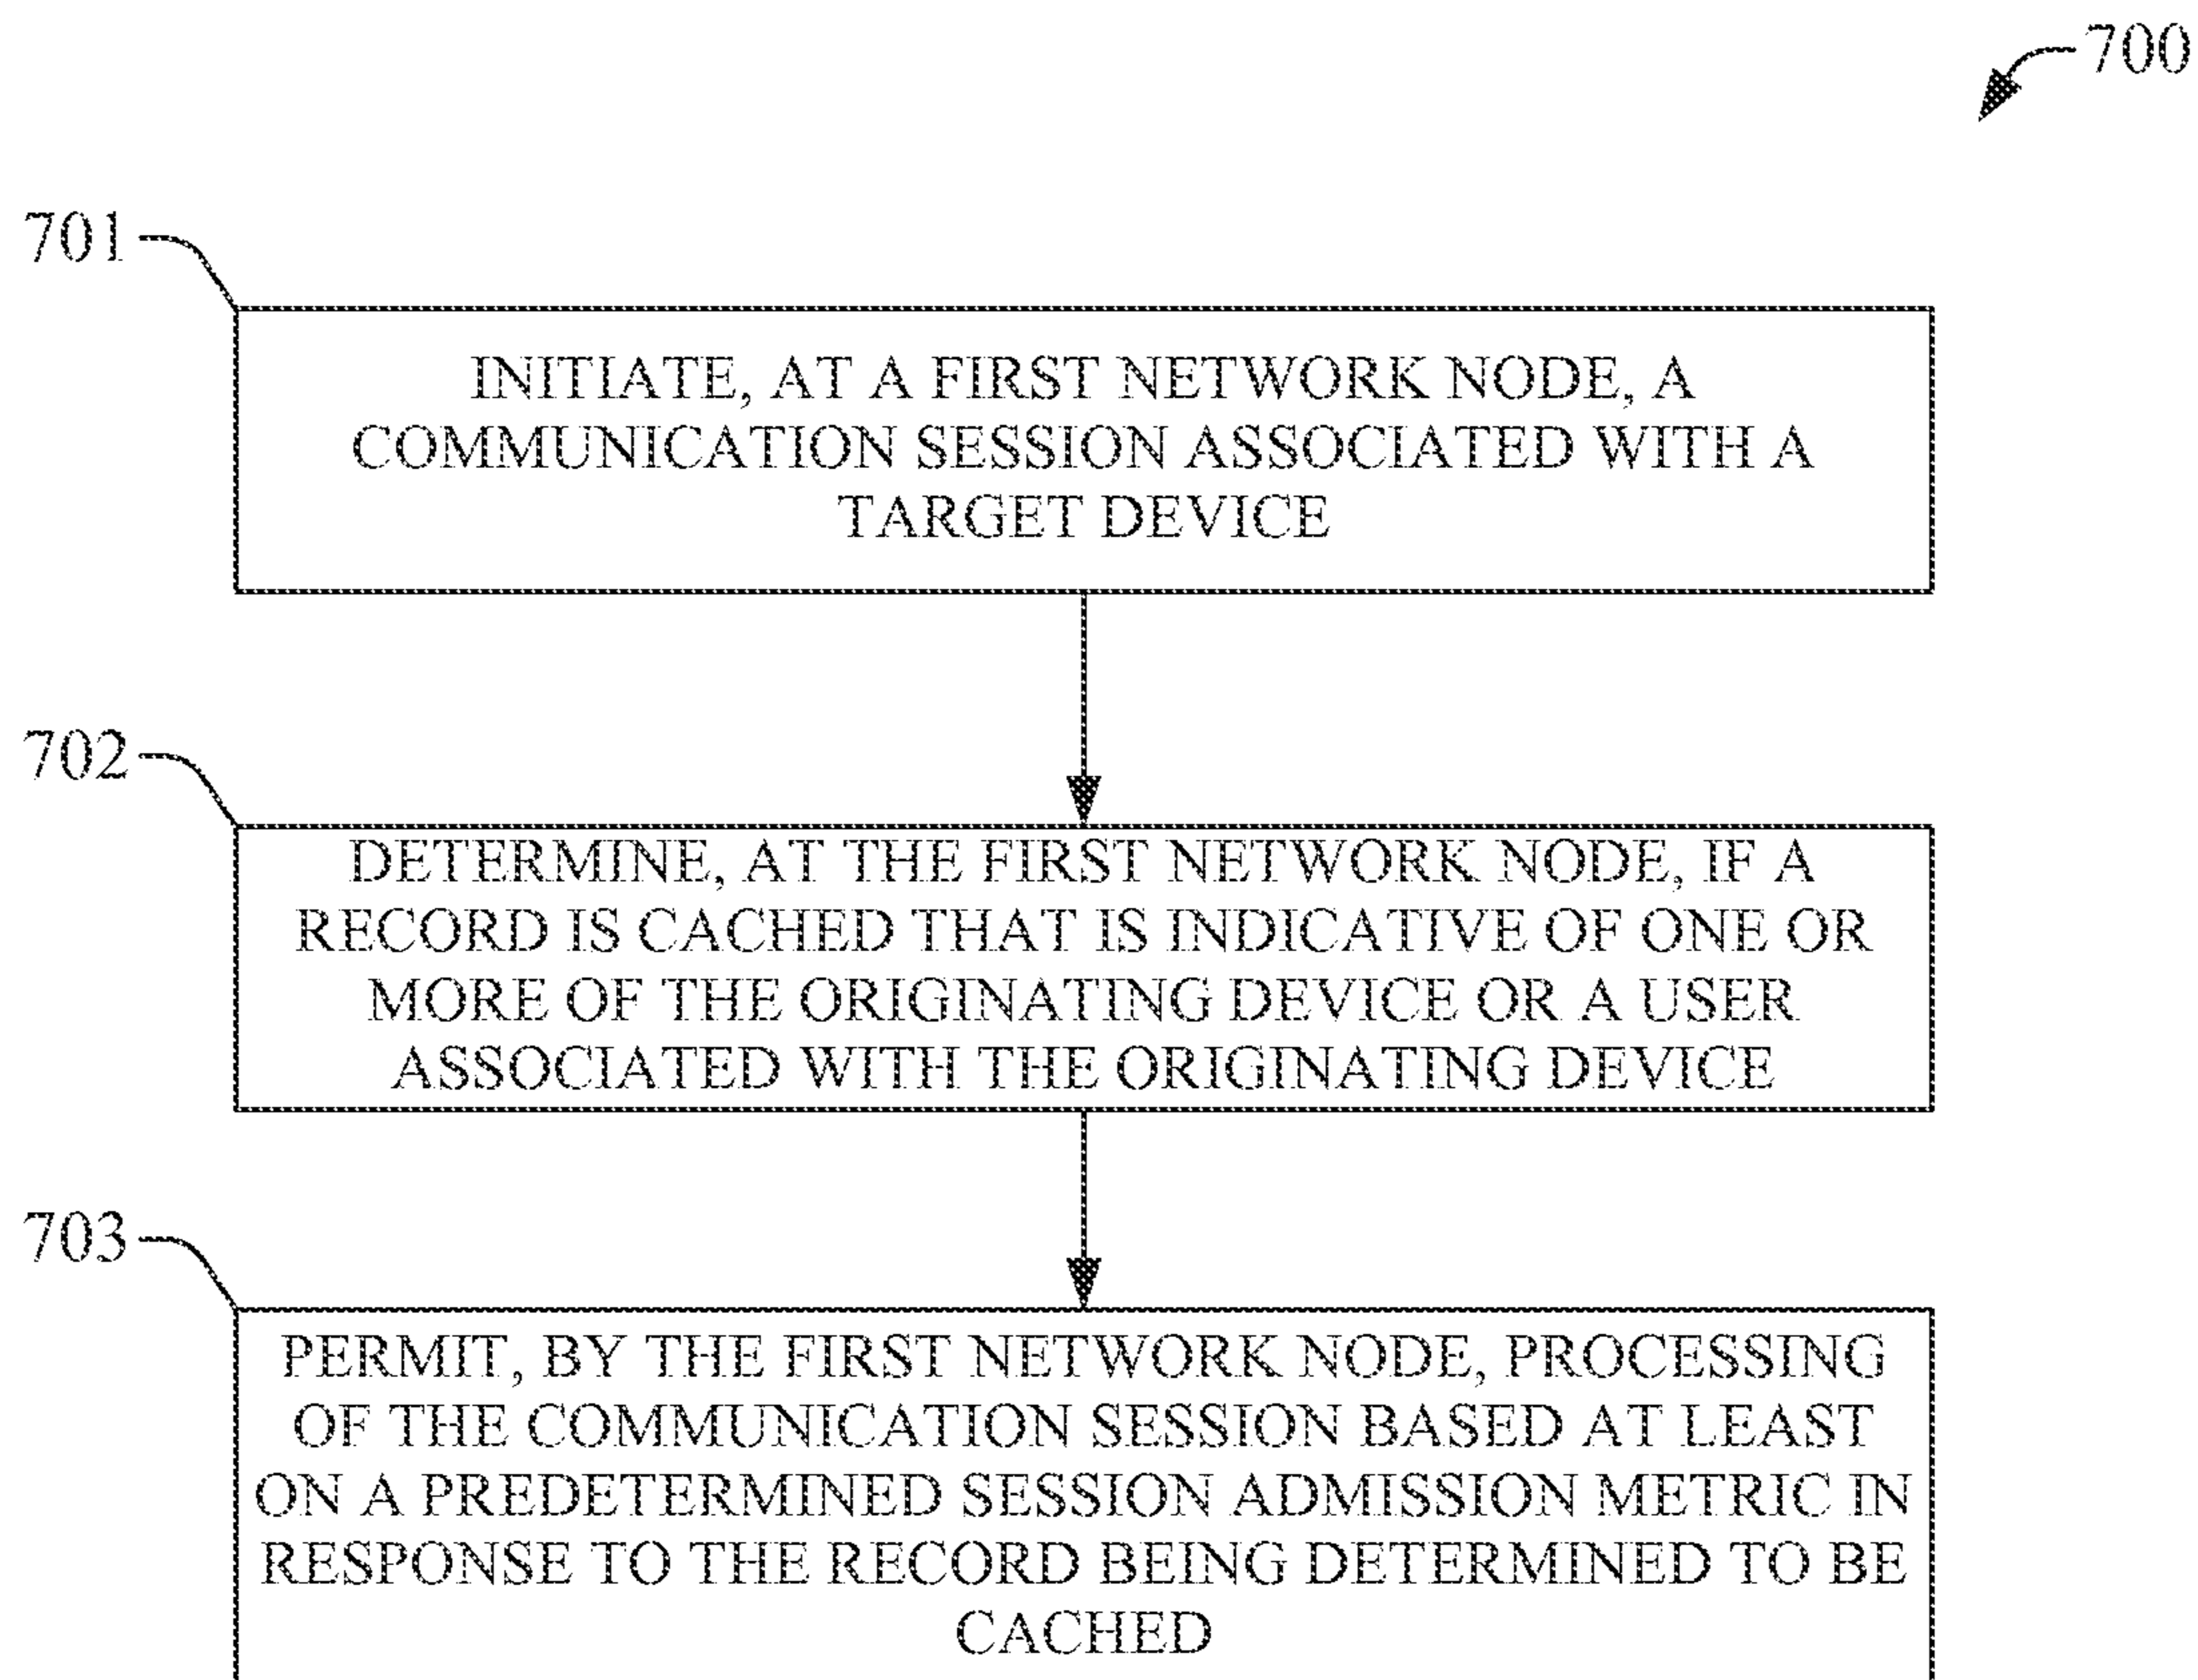 700
701
INITIATE, AT A FIRST NETWORK NODE, A
COMMUNICATION SESSION ASSOCIATED WITH A
TARGET DEVICE
702
DETERMINE, AT THE FIRST NETWORK NODE, IF A
RECORD IS CACHED THAT IS INDICATIVE OF ONE OR
MORE OF THE ORIGINATING DEVICE OR A USER
ASSOCIATED WITH THE ORIGINATING DEVICE
703
PERMIT, BY THE FIRST NETWORK NODE, PROCESSING
OF THE COMMUNICATION SESSION BASED AT LEAST
ON A PREDETERMINED SESSION ADMISSION METRIC IN
RESPONSE TO THE RECORD BEING DETERMINED TO BE
CACHED